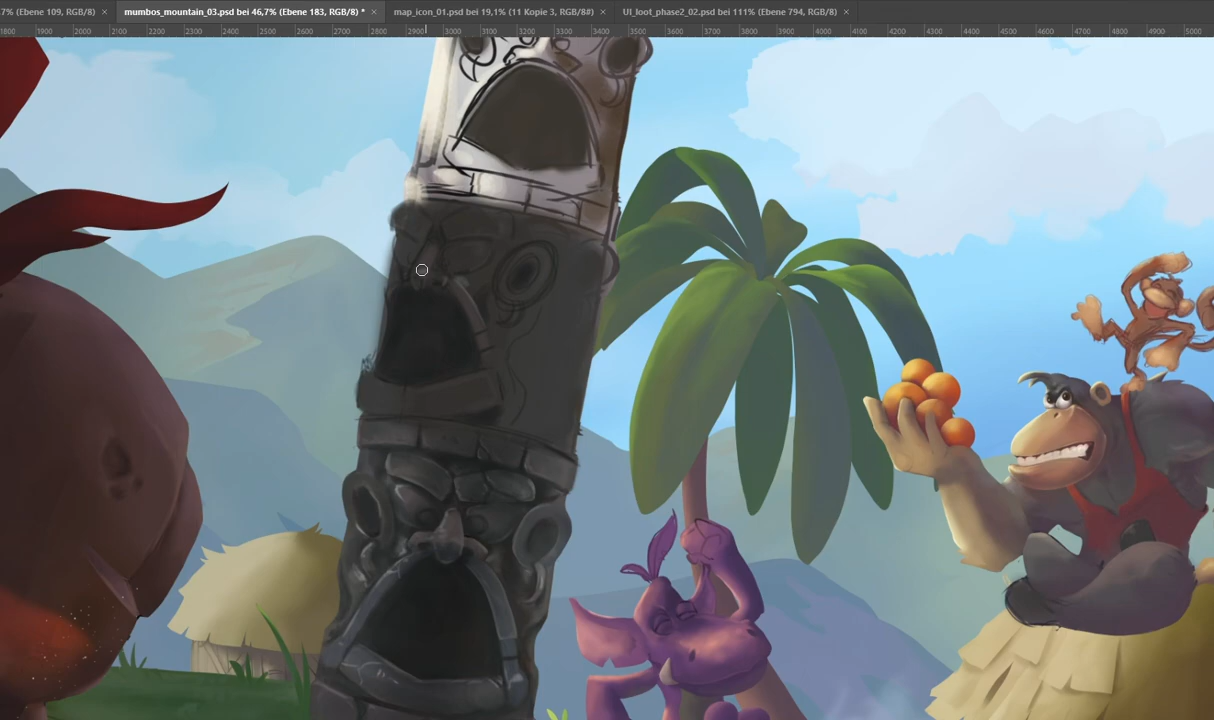 7% (Ebene 109, RGB/8) × mumbos_mountain_03.psd bei 46,7% (Ebene 183, RGB/8) * × map_icon_01.psd bei 19,1% (11 Kopie 3, RGB/8#) × UI_loot_phase2_02.psd bei 111% (Ebene 794, RGB/8) ×
1800 1900 2000 2100 2200 2300 2400 2500 2600 2700 2800 2900 3000 3100 3200 3300 3400 3500 3600 3700 3800 3900 4000 4100 4200 4300 4400 4500 4600 4700 4800 4900 5000